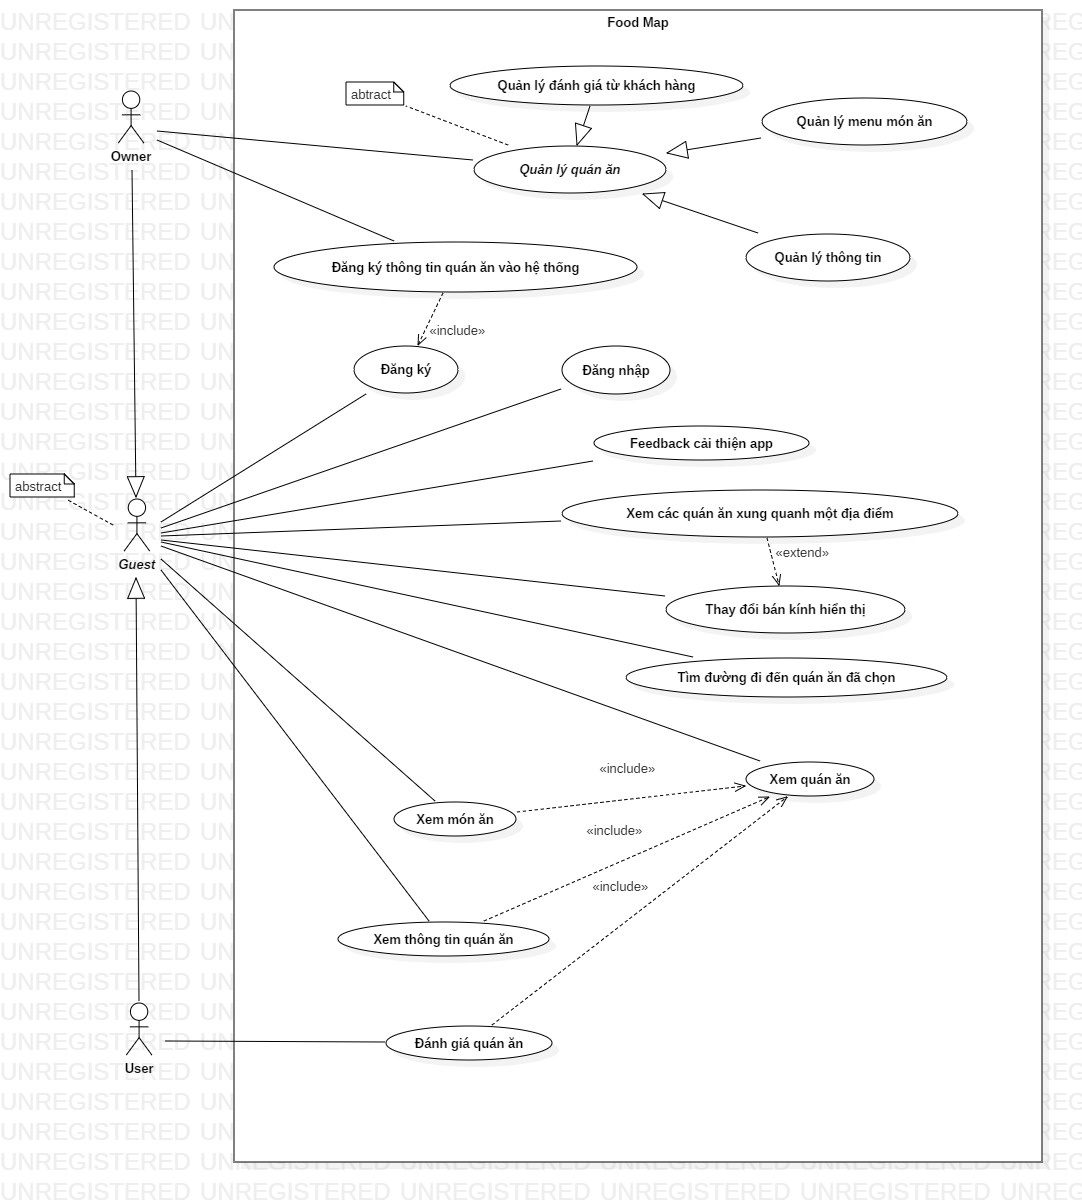 Food Map
abtract
Quản lý đánh giá từ khách hàng
Quản lý menu món ăn
Owner
Quản lý quán ăn
Quản lý thông tin
Đăng ký thông tin quán ăn vào hệ thống
«include»
Đăng ký
Đăng nhập
Feedback cải thiện app
abstract
Xem các quán ăn xung quanh một địa điểm
«extend»
Guest
Thay đổi bán kính hiển thị
Tìm đường đi đến quán ăn đã chọn
«include»
Xem quán ăn
Xem món ăn
«include»
«include»
Xem thông tin quán ăn
Đánh giá quán ăn
User
UNREGISTERED UNREGISTERED UNREGISTERED UNREGISTERED UNREGISTERED